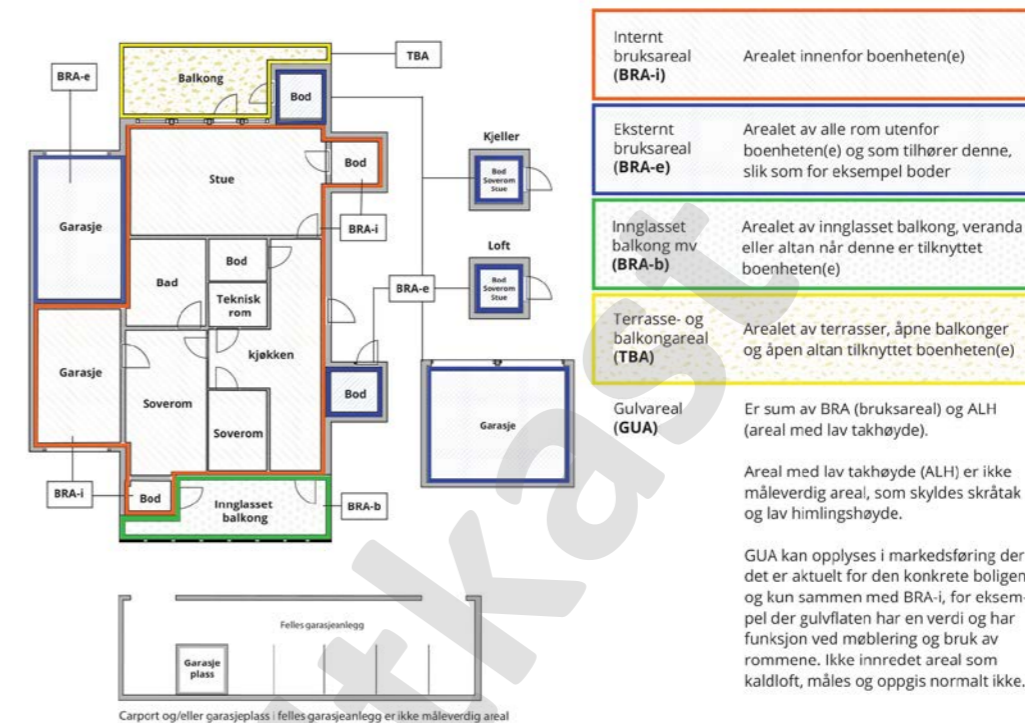 TBA
BRA-e
Balkong
Bod
Kjeller
Bod
Soverom
Stue
Stue
Bod
Garasje
BRA-i
Loft
Bod
Soverom
Stue
Bad
Bod
Teknisk
rom
BRA-e
kjøkken
Garasje
Soverom
Soverom
Bod
Garasje
BRA-i
Bod
Innglasset
balkong
BRA-b
Felles garasjeanlegg
Garasje
plass
Carport og/eller garasjeplass i felles garasjeanlegg er ikke måleverdig areal
Internt
bruksareal
(BRA-i)
Arealet innenfor boenheten(e)
Eksternt
bruksareal
(BRA-e)
Arealet av alle rom utenfor
boenheten(e) og som tilhører denne,
slik som for eksempel boder
Innglasset
balkong mv
(BRA-b)
Arealet av innglasset balkong, veranda
eller altan når denne er tilknyttet
boenheten(e)
Terrasse- og
balkongareal
(TBA)
Arealet av terrasser, åpne balkonger
og åpen altan tilknyttet boenheten(e)
Gulvareal
(GUA)
Er sum av BRA (bruksareal) og ALH
(areal med lav takhøyde).
Areal med lav takhøyde (ALH) er ikke
måleverdig areal, som skyldes skråtak
og lav himlingshøyde.
GUA kan opplyses i markedsføring der
det er aktuelt for den konkrete boligen
og kun sammen med BRA-i, for eksem-
pel der gulvflaten har en verdi og har
funksjon ved møblering og bruk av
rommene. Ikke innredet areal som
kaldloft, måles og oppgis normalt ikke.
tkast